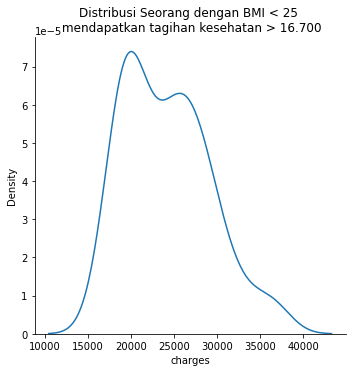 Distribusi Seorang dengan BMI < 25
mendapatkan tagihan kesehatan > 16.700
1e−5
7
6
5
4
3
2
1
0
Density
10000 15000 20000 25000 30000 35000 40000
charges